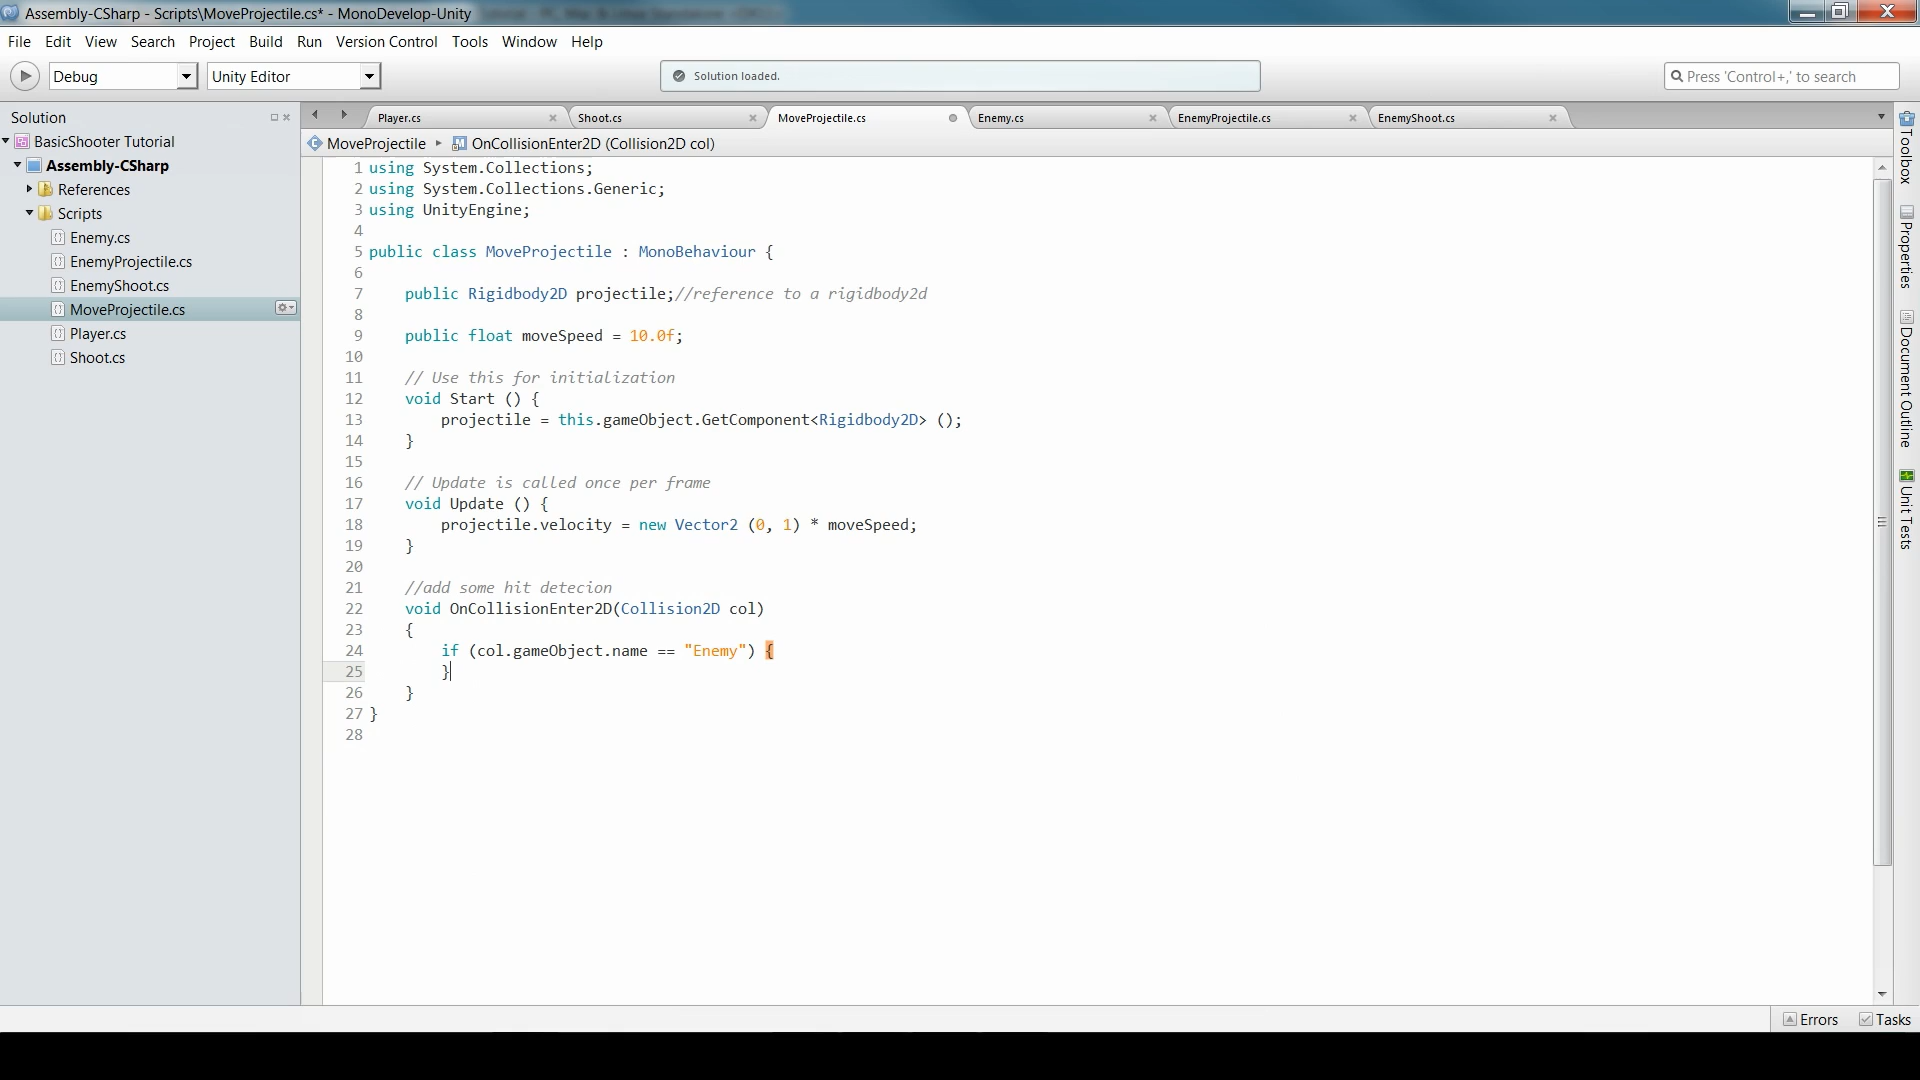 Assembly-CSharp - Scripts\MoveProjectile.cs* - MonoDevelop-Unity
File Edit View Search Project Build Run Version Control Tools Window Help
Debug Unity Editor Solution loaded. Press 'Control+,' to search
Solution
BasicShooter Tutorial
Assembly-CSharp
References
Scripts
Enemy.cs
EnemyProjectile.cs
EnemyShoot.cs
MoveProjectile.cs
Player.cs
Shoot.cs
Player.cs Shoot.cs MoveProjectile.cs Enemy.cs EnemyProjectile.cs EnemyShoot.cs
MoveProjectile OnCollisionEnter2D (Collision2D col)
1 using System.Collections;
2 using System.Collections.Generic;
3 using UnityEngine;
4
5 public class MoveProjectile : MonoBehaviour {
6
7 public Rigidbody2D projectile;//reference to a rigidbody2d
8
9 public float moveSpeed = 10.0f;
10
11 // Use this for initialization
12 void Start () {
13 projectile = this.gameObject.GetComponent<Rigidbody2D> ();
14 }
15
16 // Update is called once per frame
17 void Update () {
18 projectile.velocity = new Vector2 (0, 1) * moveSpeed;
19 }
20
21 //add some hit detecion
22 void OnCollisionEnter2D(Collision2D col)
23 {
24 if (col.gameObject.name == "Enemy") {
25 }
26 }
27 }
28
Toolbox
Properties
Document Outline
Unit Tests
Errors Tasks